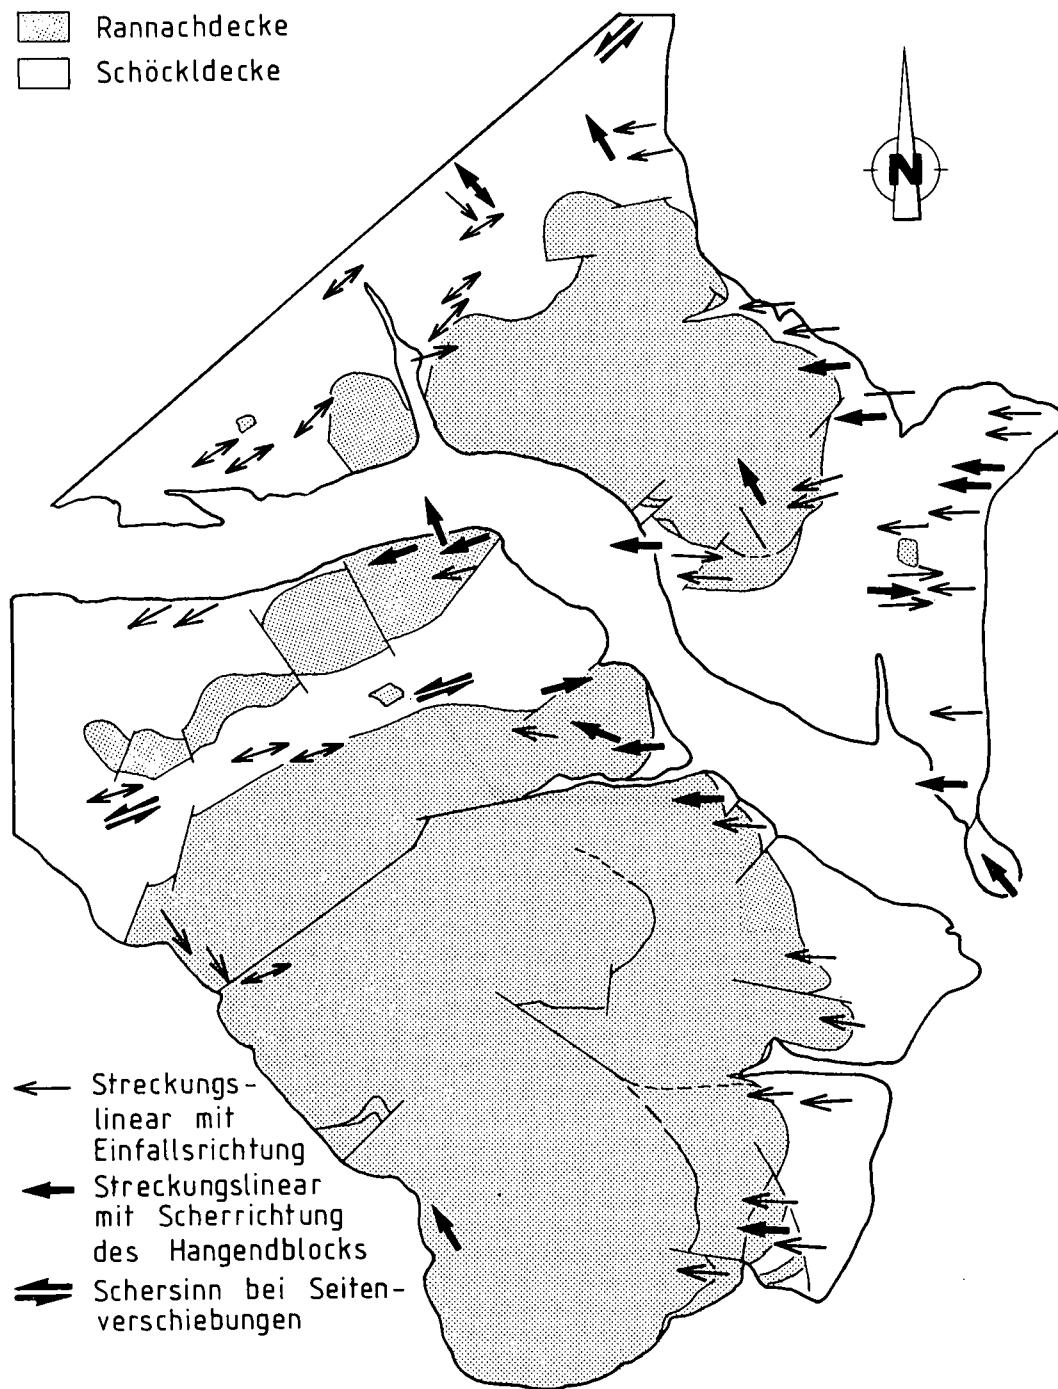 Rannachdecke
Schöckldecke
N
Streckungs-
linear mit
Einfallsrichtung
Streckungslinear
mit Scherrichtung
des Hangendblocks
Schersinn bei Seiten-
verschiebungen